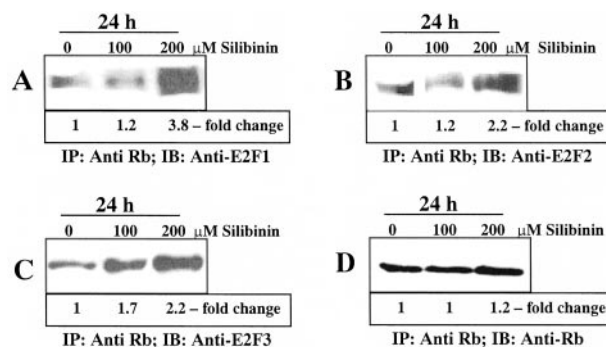 24 h
0 100 200 µM Silibinin
A
1 1.2 3.8 – fold change
IP: Anti Rb; IB: Anti-E2F1
24 h
0 100 200 µM Silibinin
B
1 1.2 2.2 – fold change
IP: Anti Rb; IB: Anti-E2F2
24 h
0 100 200 µM Silibinin
C
1 1.7 2.2 – fold change
IP: Anti Rb; IB: Anti-E2F3
24 h
0 100 200 µM Silibinin
D
1 1 1.2 – fold change
IP: Anti Rb; IB: Anti-Rb